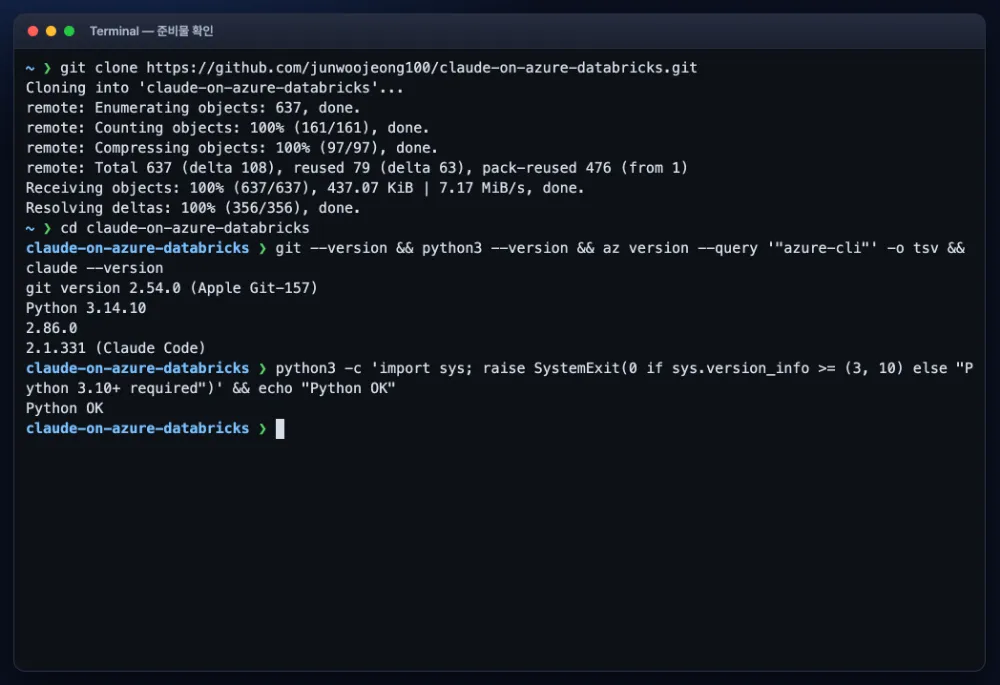 Terminal — 준비물 확인
~ ❯ git clone https://github.com/junwoojeong100/claude-on-azure-databricks.git
Cloning into 'claude-on-azure-databricks'...
remote: Enumerating objects: 637, done.
remote: Counting objects: 100% (161/161), done.
remote: Compressing objects: 100% (97/97), done.
remote: Total 637 (delta 108), reused 79 (delta 63), pack-reused 476 (from 1)
Receiving objects: 100% (637/637), 437.07 KiB | 7.17 MiB/s, done.
Resolving deltas: 100% (356/356), done.
~ ❯ cd claude-on-azure-databricks
claude-on-azure-databricks ❯ git --version && python3 --version && az version --query '"azure-cli"' -o tsv &&
claude --version
git version 2.54.0 (Apple Git-157)
Python 3.14.10
2.86.0
2.1.331 (Claude Code)
claude-on-azure-databricks ❯ python3 -c 'import sys; raise SystemExit(0 if sys.version_info >= (3, 10) else "P
ython 3.10+ required")' && echo "Python OK"
Python OK
claude-on-azure-databricks ❯